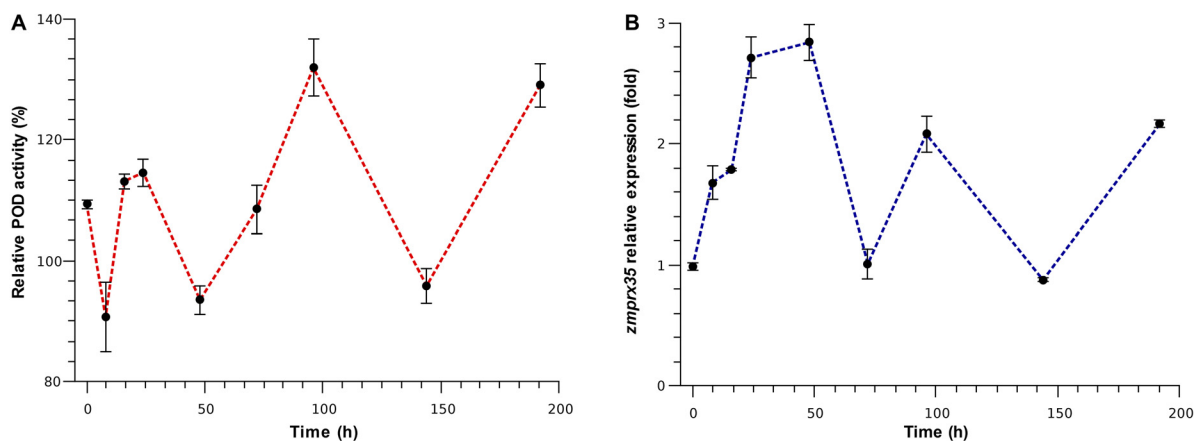 A
B
Relative POD activity (%)
140
120
100
80
0 50 100 150 200
Time (h)
zmprx35 relative expression (fold)
3
2
1
0
0 50 100 150 200
Time (h)